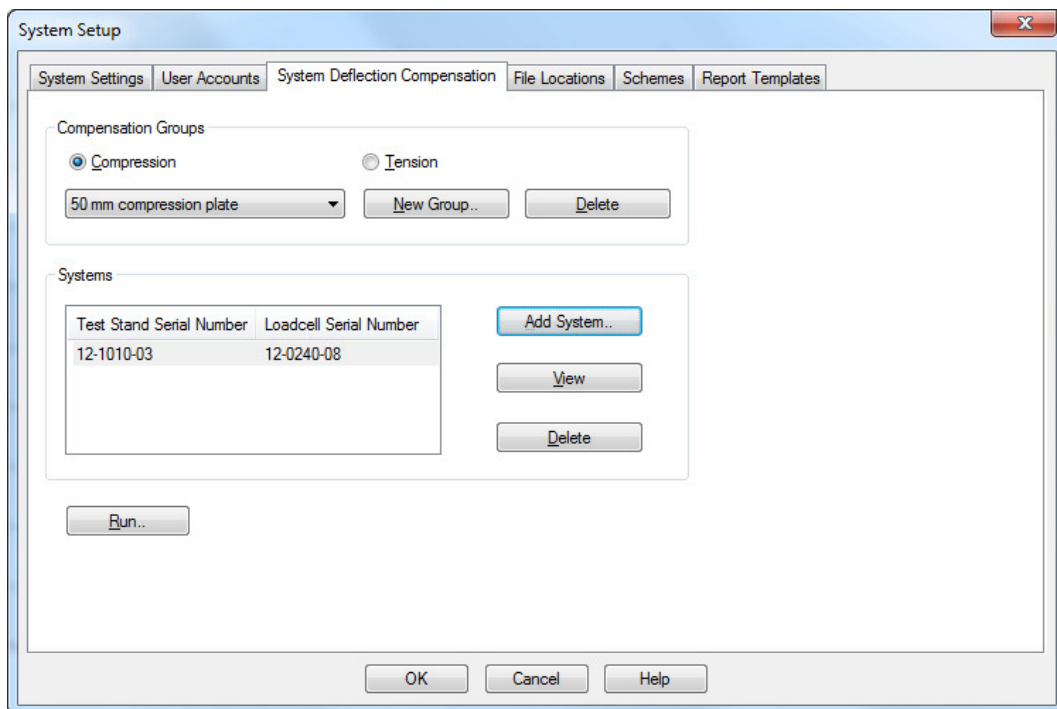 System Setup
System Settings User Accounts System Deflection Compensation File Locations Schemes Report Templates
Compensation Groups
Compression Tension
50 mm compression plate New Group.. Delete
Systems
Test Stand Serial Number Loadcell Serial Number Add System..
12-1010-03 12-0240-08
View
Delete
Run..
OK Cancel Help